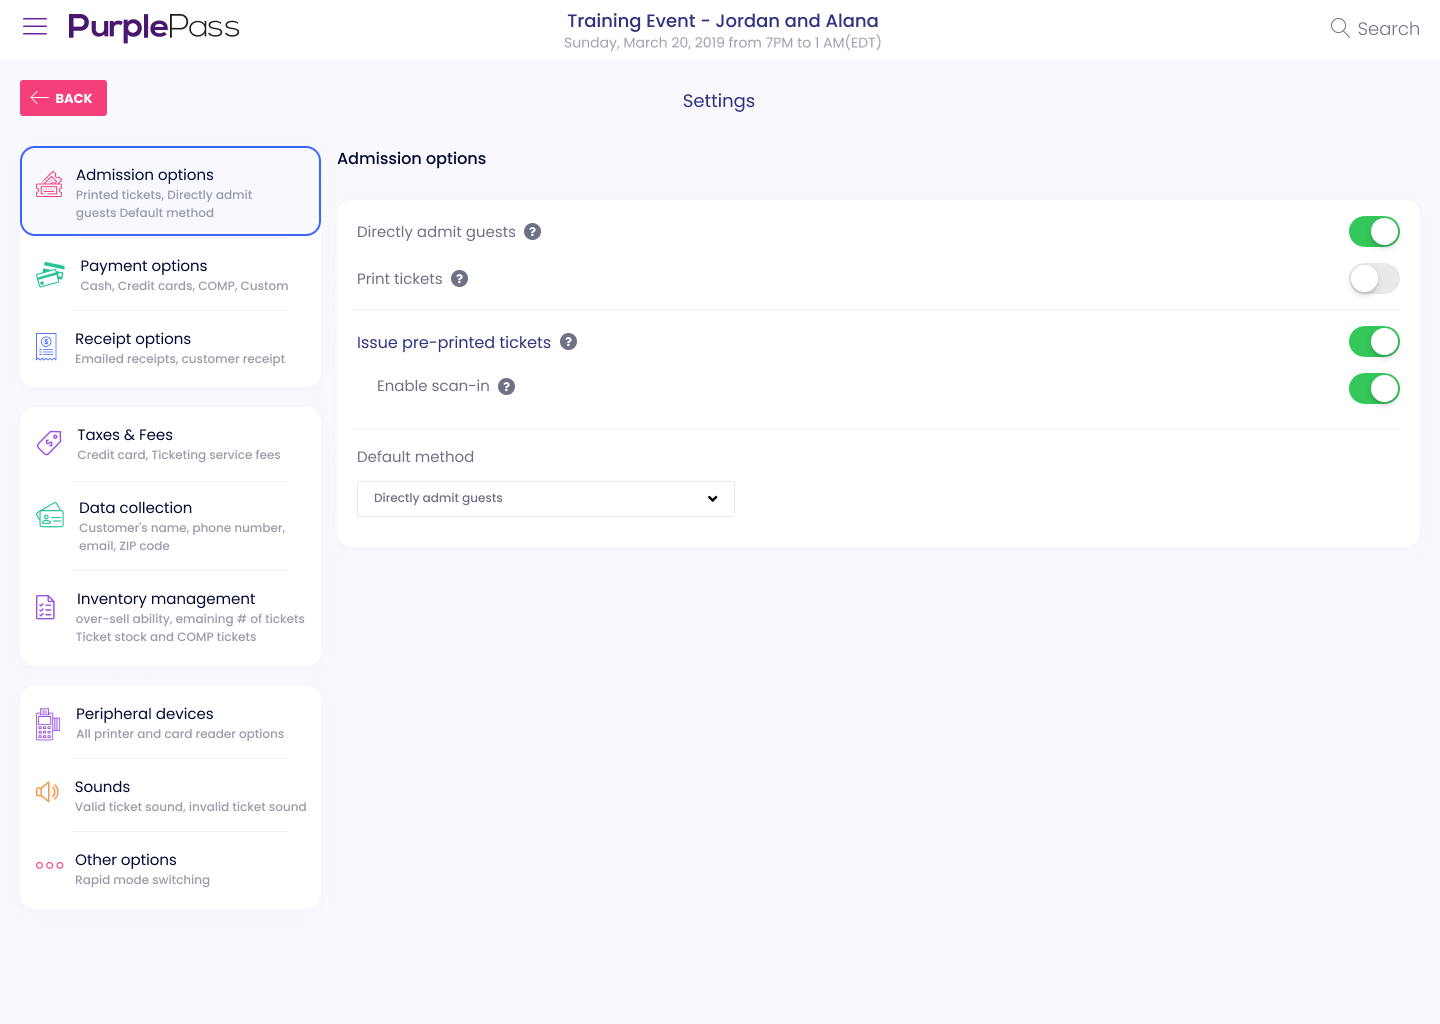 PurplePass
Training Event - Jordan and Alana
Sunday, March 20, 2019 from 7PM to 1 AM(EDT)
Search
BACK
Settings
Admission options
Printed tickets, Directly admit
guests Default method
Payment options
Cash, Credit cards, COMP, Custom
Receipt options
Emailed receipts, customer receipt
Taxes & Fees
Credit card, Ticketing service fees
Data collection
Customer's name, phone number,
email, ZIP code
Inventory management
over-sell ability, emaining # of tickets
Ticket stock and COMP tickets
Peripheral devices
All printer and card reader options
Sounds
Valid ticket sound, invalid ticket sound
Other options
Rapid mode switching
Admission options
Directly admit guests ?
Print tickets ?
Issue pre-printed tickets ?
Enable scan-in ?
Default method
Directly admit guests